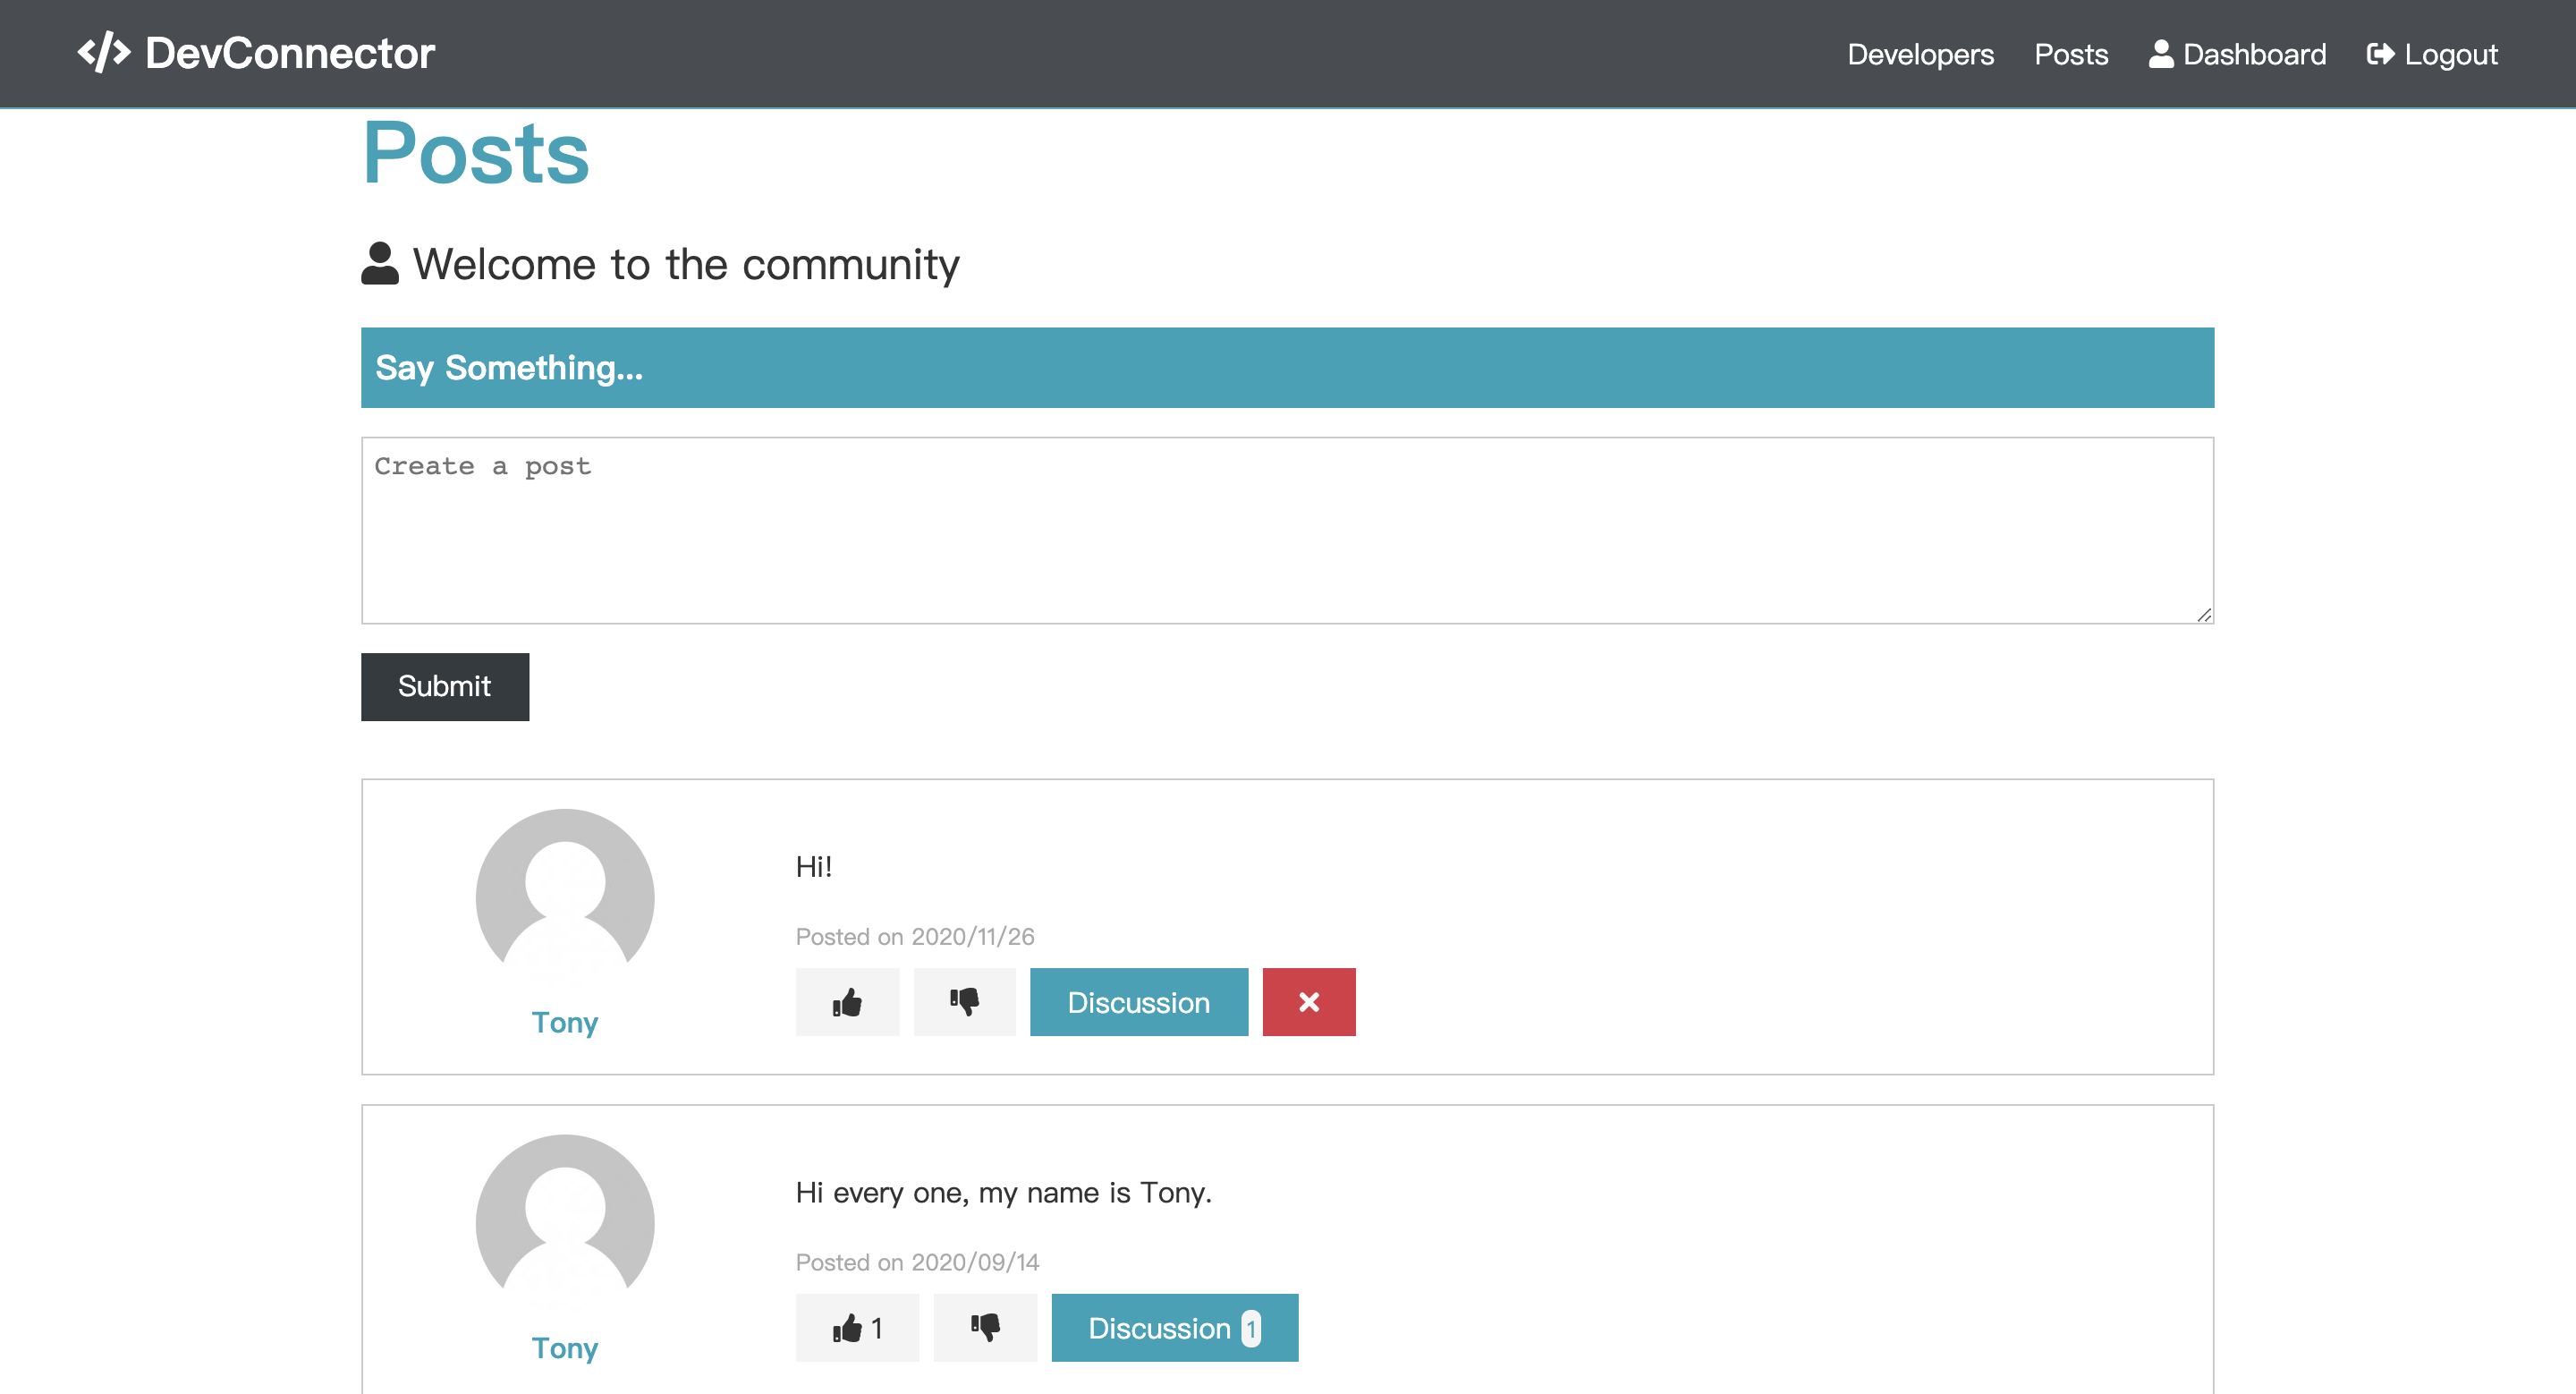 DevConnector
Developers Posts Dashboard Logout
Posts
Welcome to the community
Say Something...
Create a post
Submit
Hi!
Posted on 2020/11/26
Discussion
Tony
Hi every one, my name is Tony.
Posted on 2020/09/14
1 Discussion 1
Tony